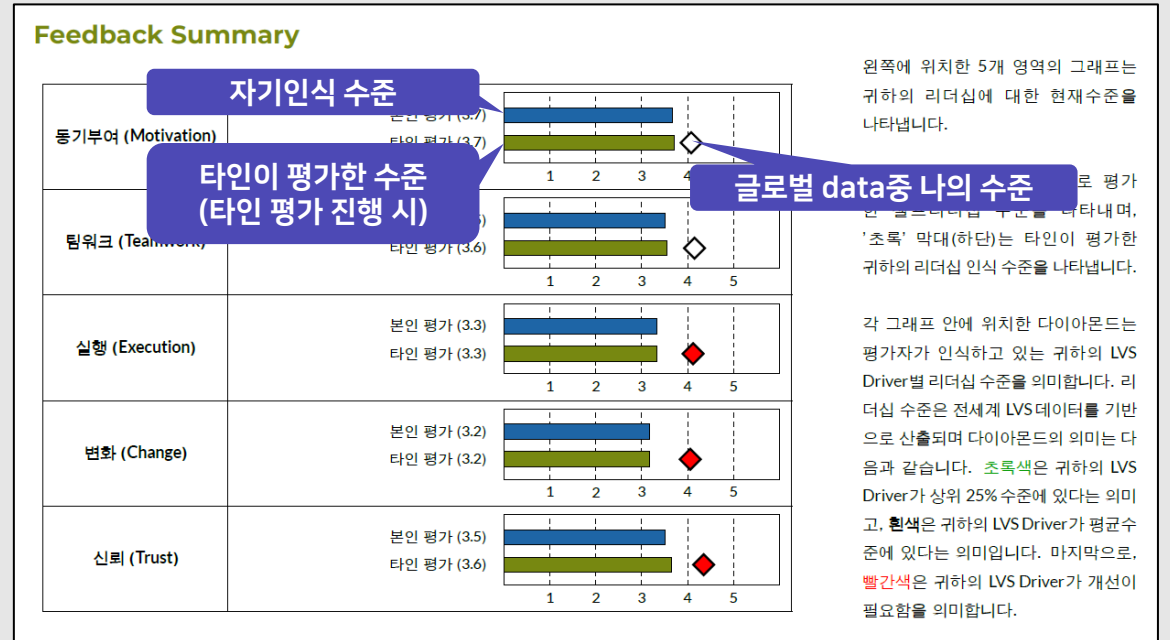 Feedback Summary
자기인식 수준
동기부여 (Motivation)
본인 평가 (3.7)
타인 평가 (3.7)
1 2 3 4
타인이 평가한 수준
(타인 평가 진행 시)
글로벌 data중 나의 수준
팀워크 (Teamwork)
타인 평가 (3.6)
1 2 3 4 5
실행 (Execution)
본인 평가 (3.3)
타인 평가 (3.3)
1 2 3 4 5
변화 (Change)
본인 평가 (3.2)
타인 평가 (3.2)
1 2 3 4 5
신뢰 (Trust)
본인 평가 (3.5)
타인 평가 (3.6)
1 2 3 4 5
왼쪽에 위치한 5개 영역의 그래프는
귀하의 리더십에 대한 현재수준을
나타냅니다.
로 평가
나타내며,
'초록' 막대(하단)는 타인이 평가한
귀하의 리더십 인식 수준을 나타냅니다.
각 그래프 안에 위치한 다이아몬드는
평가자가 인식하고 있는 귀하의 LVS
Driver별 리더십 수준을 의미합니다. 리
더십 수준은 전세계 LVS 데이터를 기반
으로 산출되며 다이아몬드의 의미는 다
음과 같습니다. 초록색은 귀하의 LVS
Driver가 상위 25% 수준에 있다는 의미
고, 흰색은 귀하의 LVS Driver가 평균수
준에 있다는 의미입니다. 마지막으로,
빨간색은 귀하의 LVS Driver가 개선이
필요함을 의미합니다.